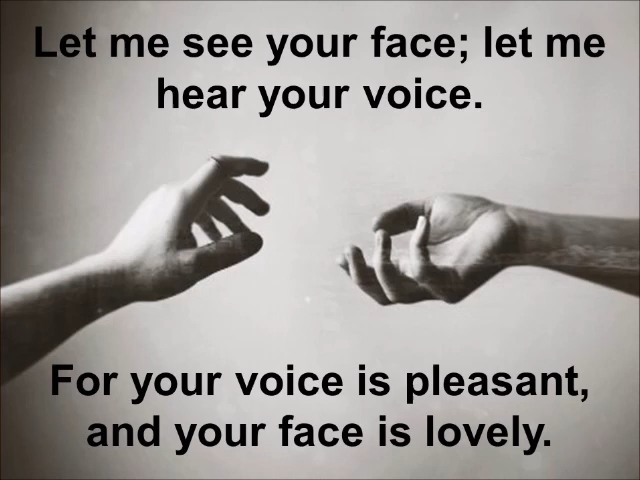 Let me see your face; let me
hear your voice.
For your voice is pleasant,
and your face is lovely.